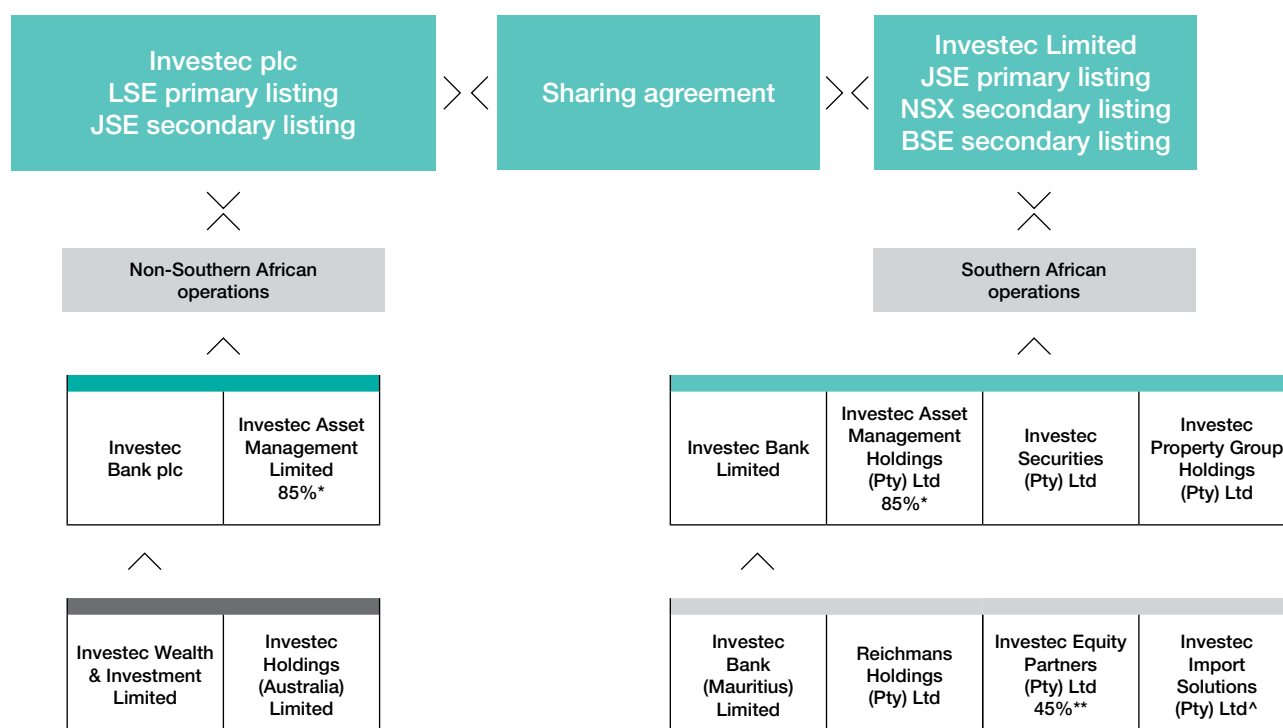 Investec plc
LSE primary listing
JSE secondary listing
Sharing agreement
Investec Limited
JSE primary listing
NSX secondary listing
BSE secondary listing
Non-Southern African
operations
Southern African
operations
Investec
Bank plc
Investec Asset
Management
Limited
85%*
Investec Bank
Limited
Investec Asset
Management
Holdings
(Pty) Ltd
85%*
Investec
Securities
(Pty) Ltd
Investec
Property Group
Holdings
(Pty) Ltd
Investec Wealth
& Investment
Limited
Investec
Holdings
(Australia)
Limited
Investec
Bank
(Mauritius)
Limited
Reichmans
Holdings
(Pty) Ltd
Investec Equity
Partners
(Pty) Ltd
45%**
Investec
Import
Solutions
(Pty) Ltd^